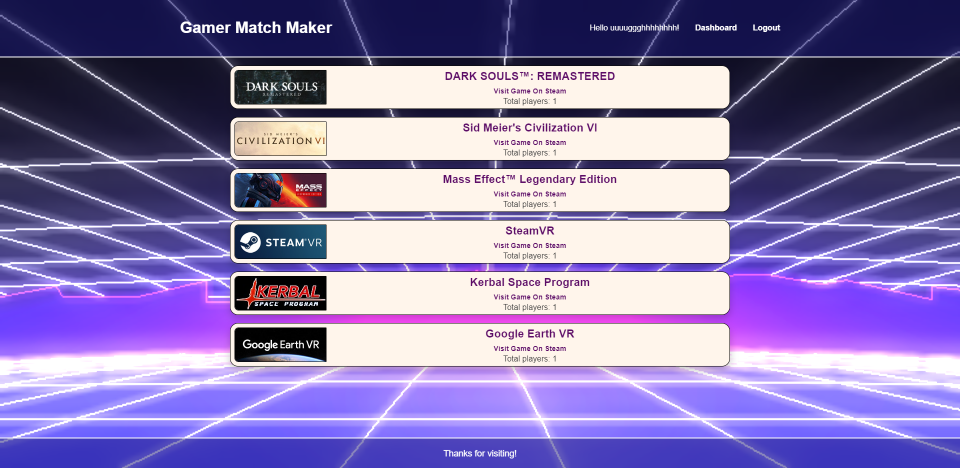 Gamer Match Maker
Hello uuuuggghhhhhhhh! Dashboard Logout
DARK SOULS
REMASTERED
DARK SOULS™: REMASTERED
Visit Game On Steam
Total players: 1
SID MEIER'S
CIVILIZATION VI
Sid Meier's Civilization VI
Visit Game On Steam
Total players: 1
MASS
EFFECT
Mass Effect™ Legendary Edition
Visit Game On Steam
Total players: 1
STEAM®VR
SteamVR
Visit Game On Steam
Total players: 1
KERBAL
SPACE PROGRAM
Kerbal Space Program
Visit Game On Steam
Total players: 1
Google Earth VR
Google Earth VR
Visit Game On Steam
Total players: 1
Thanks for visiting!